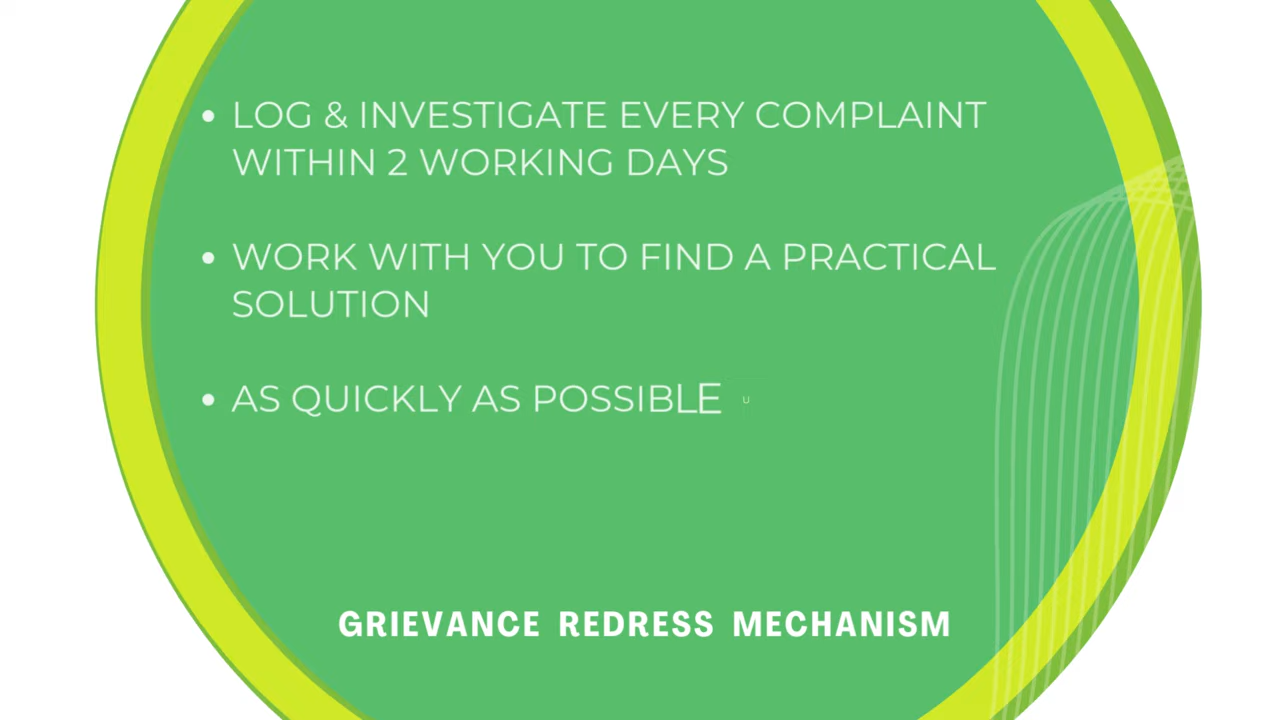 • LOG & INVESTIGATE EVERY COMPLAINT
WITHIN 2 WORKING DAYS
• WORK WITH YOU TO FIND A PRACTICAL
SOLUTION
• AS QUICKLY AS POSSIBLE
GRIEVANCE REDRESS MECHANISM